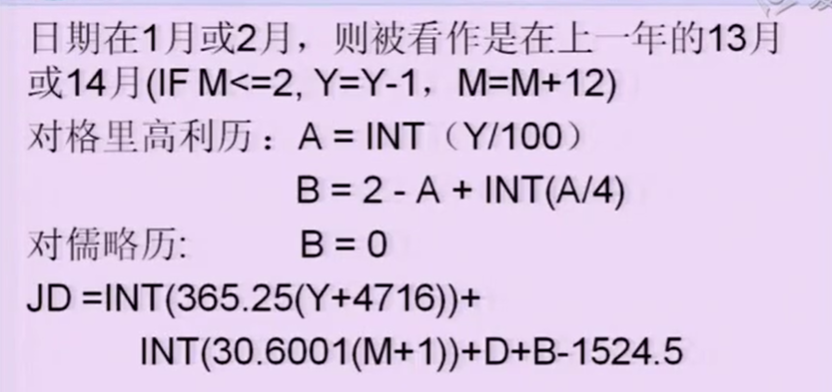 日期在1月或2月，则被看作是在上一年的13月
或14月(IF M<=2, Y=Y-1，M=M+12)
对格里高利历：A = INT（Y/100）
B = 2 - A + INT(A/4)
对儒略历: B = 0
JD =INT(365.25(Y+4716))+
INT(30.6001(M+1))+D+B-1524.5